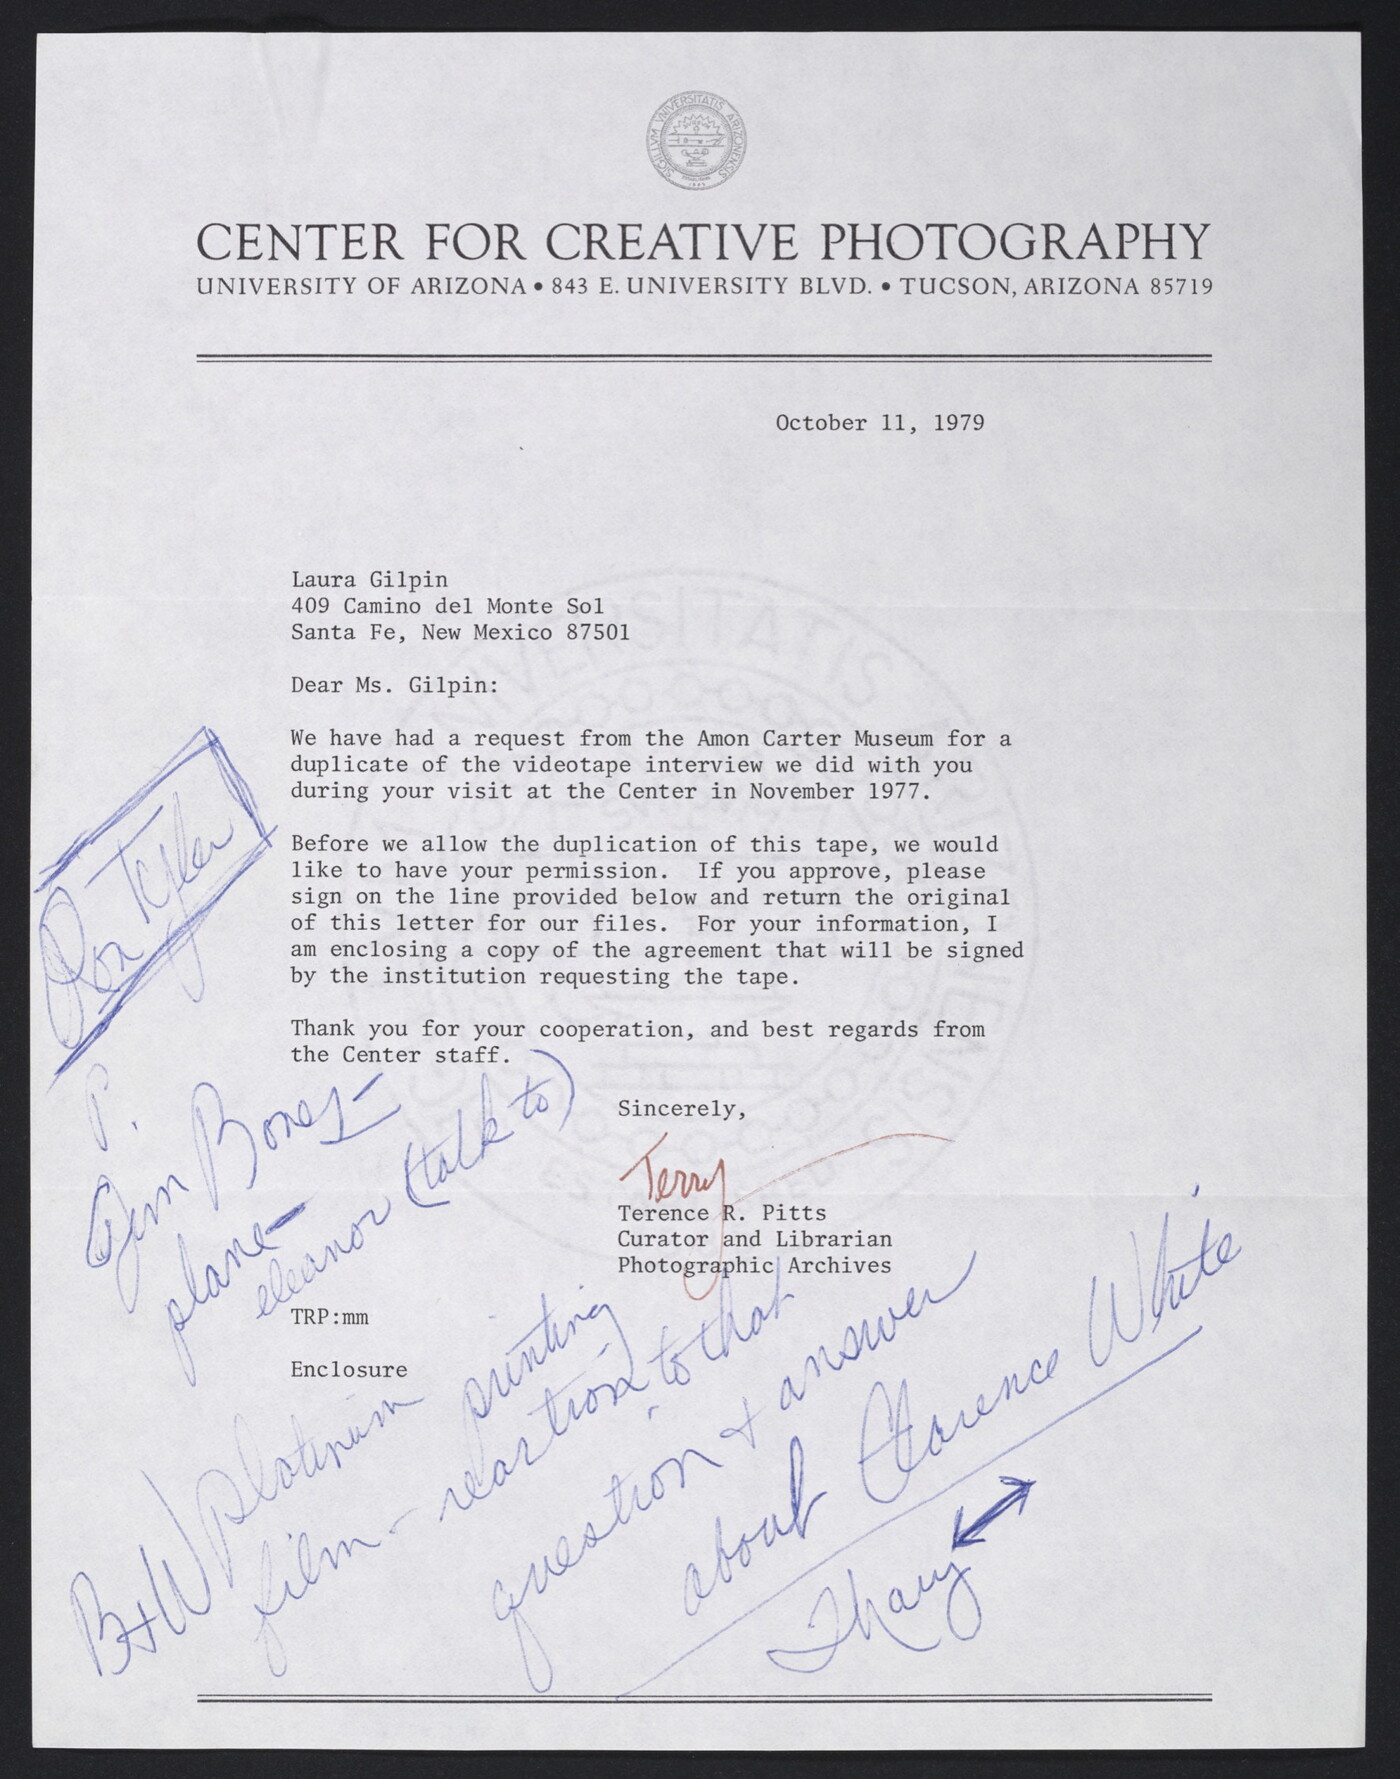 SIGILLVM VNIVERSITATIS ARIZONENSIS
1885
CENTER FOR CREATIVE PHOTOGRAPHY
UNIVERSITY OF ARIZONA • 843 E. UNIVERSITY BLVD. • TUCSON, ARIZONA 85719
October 11, 1979
Laura Gilpin
409 Camino del Monte Sol
Santa Fe, New Mexico 87501
Dear Ms. Gilpin:
We have had a request from the Amon Carter Museum for a
duplicate of the videotape interview we did with you
during your visit at the Center in November 1977.
Before we allow the duplication of this tape, we would
like to have your permission. If you approve, please
sign on the line provided below and return the original
of this letter for our files. For your information, I
am enclosing a copy of the agreement that will be signed
by the institution requesting the tape.
Thank you for your cooperation, and best regards from
the Center staff.
Sincerely,
Terry
Terence R. Pitts
Curator and Librarian
Photographic Archives
TRP:mm
Enclosure
Ron Tyler
P.
Jim Bones -
plane -
eleanor (talk to)
B+W platinum printing
film - reaction to that
question + answer
about Clarence White